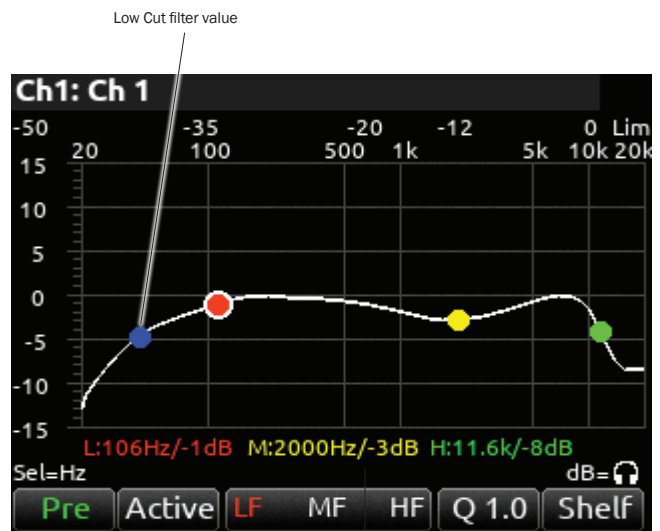 Low Cut filter value
Ch1: Ch 1
-50 -35 -20 -12 0 Lim
20 100 500 1k 5k 10k 20k
15
10
5
0
-5
-10
-15
L:106Hz/-1dB M:2000Hz/-3dB H:11.6k/-8dB
Sel=Hz dB=
Pre Active LF MF HF Q 1.0 Shelf